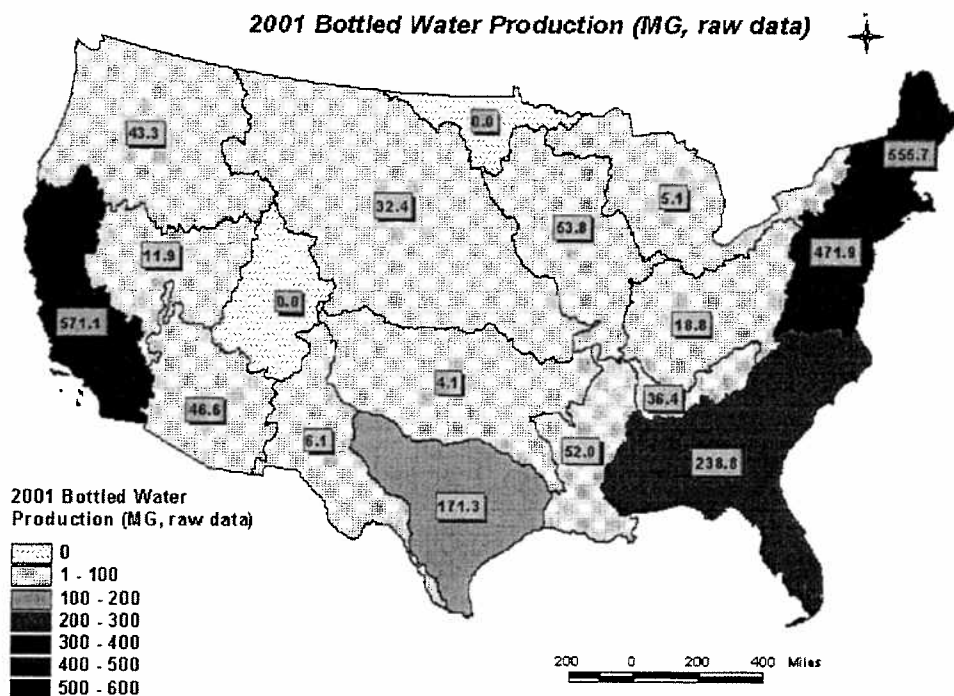 2001 Bottled Water Production (MG, raw data)
0.0
43.3
555.7
5.1
32.4
53.8
11.9
471.9
0.0
571.1
18.8
4.1
36.4
46.6
6.1
52.0
238.8
171.3
2001 Bottled Water
Production (MG, raw data)
0
1 - 100
100 - 200
200 - 300
300 - 400
400 - 500
500 - 600
200 0 200 400 Miles